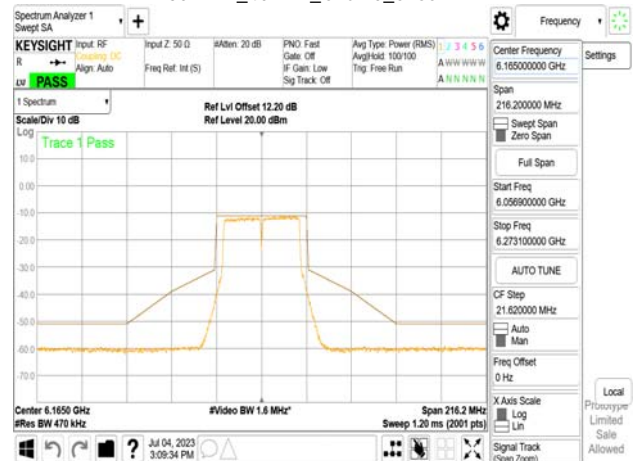 Spectrum Analyzer 1
Swept SA
Frequency
KEYSIGHT
Input: RF
Coupling: DC
Align: Auto
Input Z: 50 Ω
Freq Ref: Int (S)
#Atten: 20 dB
PNO: Fast
Gate: Off
IF Gain: Low
Sig Track: Off
Avg Type: Power (RMS)
Avg|Hold: 100/100
Trig: Free Run
1 2 3 4 5 6
A W W W W W
A N N N N N
R
LV PASS
1 Spectrum
Scale/Div 10 dB
Ref Lvl Offset 12.20 dB
Ref Level 20.00 dBm
Log
Trace 1 Pass
10.0
0.00
-10.0
-20.0
-30.0
-40.0
-50.0
-60.0
-70.0
Center 6.1650 GHz
#Video BW 1.6 MHz*
Span 216.2 MHz
#Res BW 470 kHz
Sweep 1.20 ms (2001 pts)
Jul 04, 2023
3:09:34 PM
Center Frequency
6.165000000 GHz
Settings
Span
216.200000 MHz
Swept Span
Zero Span
Full Span
Start Freq
6.056900000 GHz
Stop Freq
6.273100000 GHz
AUTO TUNE
CF Step
21.620000 MHz
Auto
Man
Freq Offset
0 Hz
X Axis Scale
Log
Lin
Signal Track
(Span Zoom)
Local
Prototype
Limited
Sale
Allowed